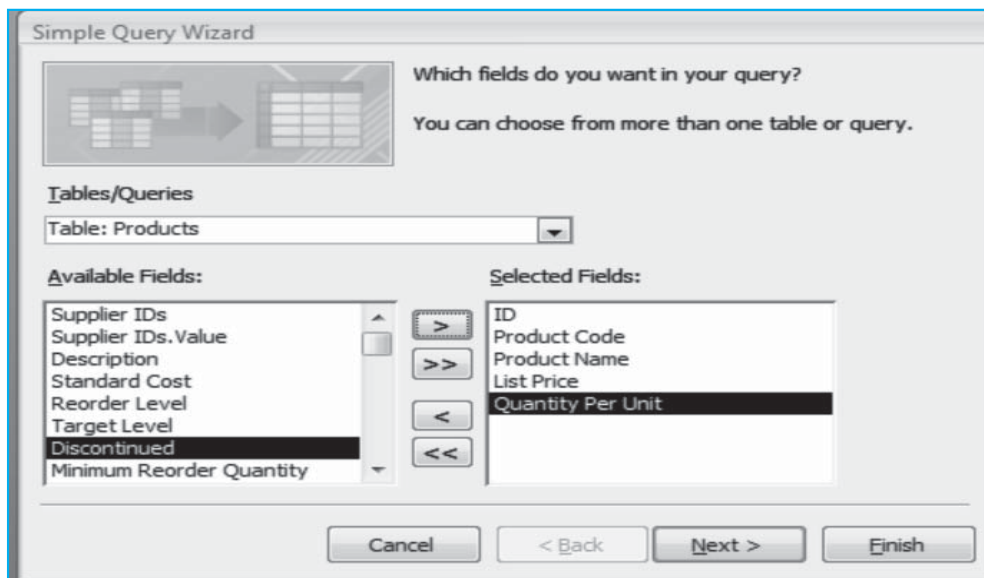 Simple Query Wizard
Which fields do you want in your query?
You can choose from more than one table or query.
Tables/Queries
Table: Products
Available Fields:
Supplier IDs
Supplier IDs.Value
Description
Standard Cost
Reorder Level
Target Level
Discontinued
Minimum Reorder Quantity
>
>>
<
<<
Selected Fields:
ID
Product Code
Product Name
List Price
Quantity Per Unit
Cancel
< Back
Next >
Finish